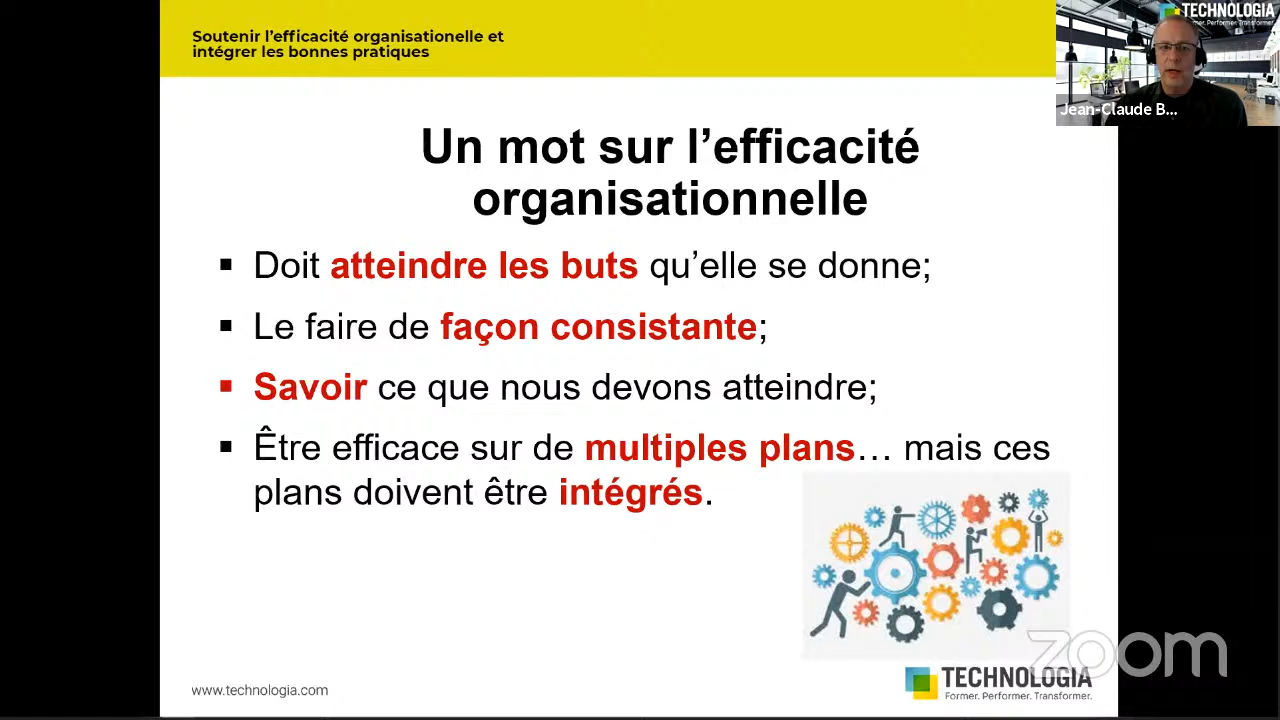 Soutenir l'efficacité organisationelle et
intégrer les bonnes pratiques
TECHNOLOGIA
Former. Performer. Transformer.
Jean-Claude B...
Un mot sur l'efficacité
organisationnelle
▪ Doit atteindre les buts qu'elle se donne;
▪ Le faire de façon consistante;
▪ Savoir ce que nous devons atteindre;
▪ Être efficace sur de multiples plans… mais ces
plans doivent être intégrés.
zoom
www.technologia.com
TECHNOLOGIA
Former. Performer. Transformer.